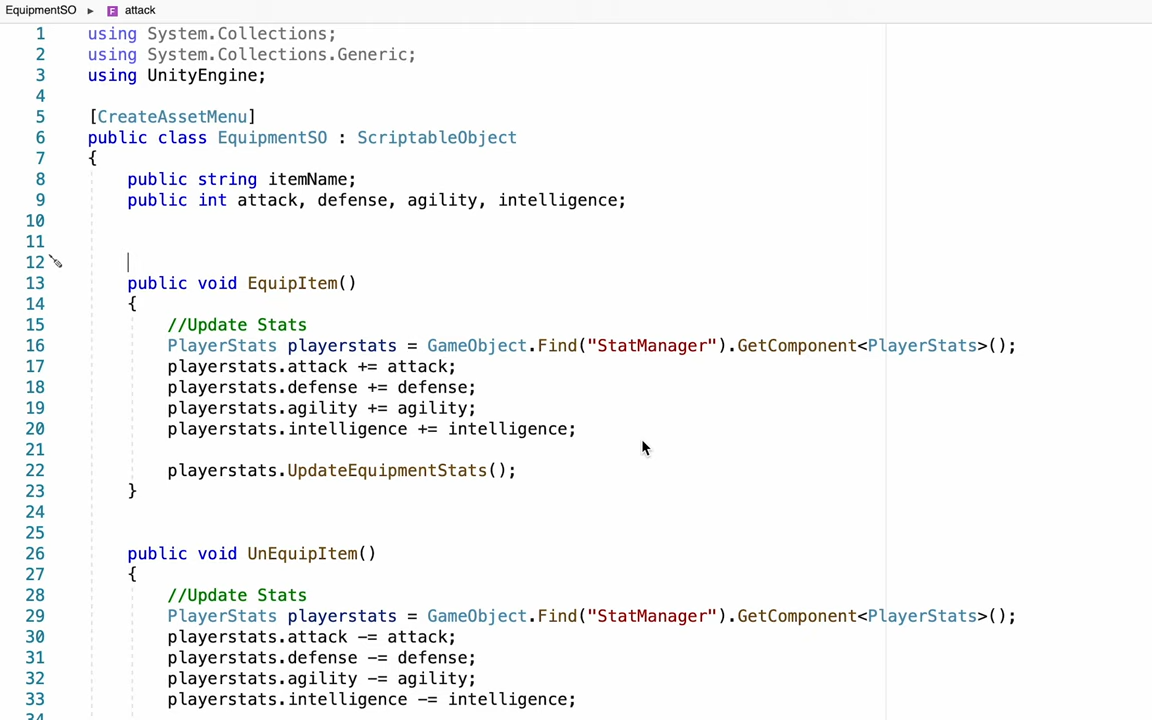 EquipmentSO ▸ F attack
1 using System.Collections;
2 using System.Collections.Generic;
3 using UnityEngine;
4
5 [CreateAssetMenu]
6 public class EquipmentSO : ScriptableObject
7 {
8 public string itemName;
9 public int attack, defense, agility, intelligence;
10
11
12
13 public void EquipItem()
14 {
15 //Update Stats
16 PlayerStats playerstats = GameObject.Find("StatManager").GetComponent<PlayerStats>();
17 playerstats.attack += attack;
18 playerstats.defense += defense;
19 playerstats.agility += agility;
20 playerstats.intelligence += intelligence;
21
22 playerstats.UpdateEquipmentStats();
23 }
24
25
26 public void UnEquipItem()
27 {
28 //Update Stats
29 PlayerStats playerstats = GameObject.Find("StatManager").GetComponent<PlayerStats>();
30 playerstats.attack -= attack;
31 playerstats.defense -= defense;
32 playerstats.agility -= agility;
33 playerstats.intelligence -= intelligence;
34